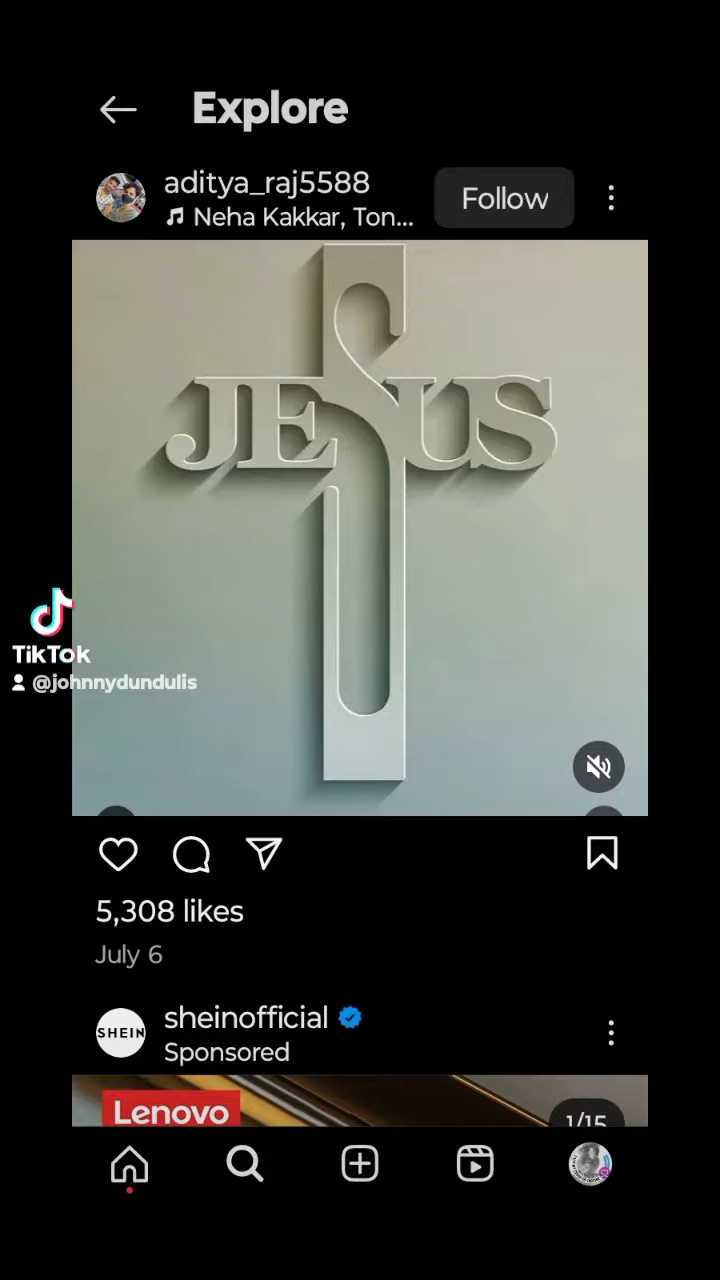 Explore
aditya_raj5588
Neha Kakkar, Ton...
Follow
JESUS
TikTok
@johnnydundulis
5,308 likes
July 6
SHEIN
sheinofficial
Sponsored
Lenovo
1/15